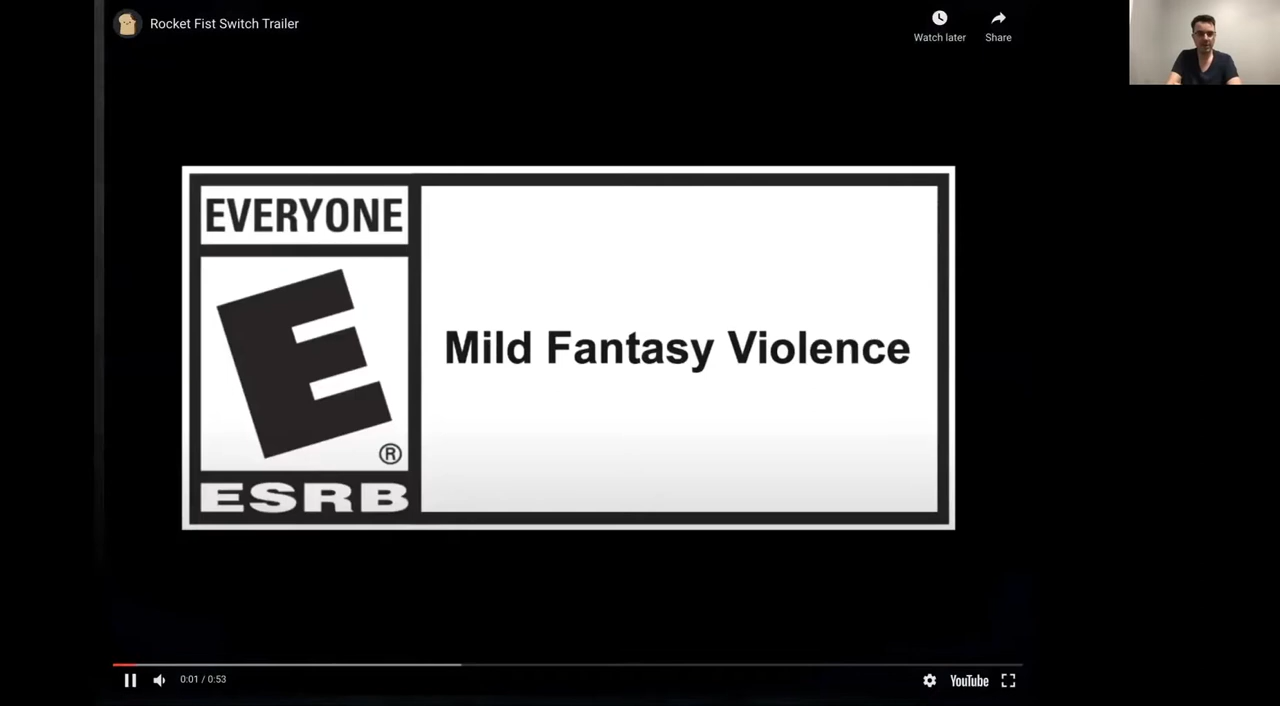 Rocket Fist Switch Trailer
Watch later
Share
EVERYONE
E
®
ESRB
Mild Fantasy Violence
0:01 / 0:53
YouTube